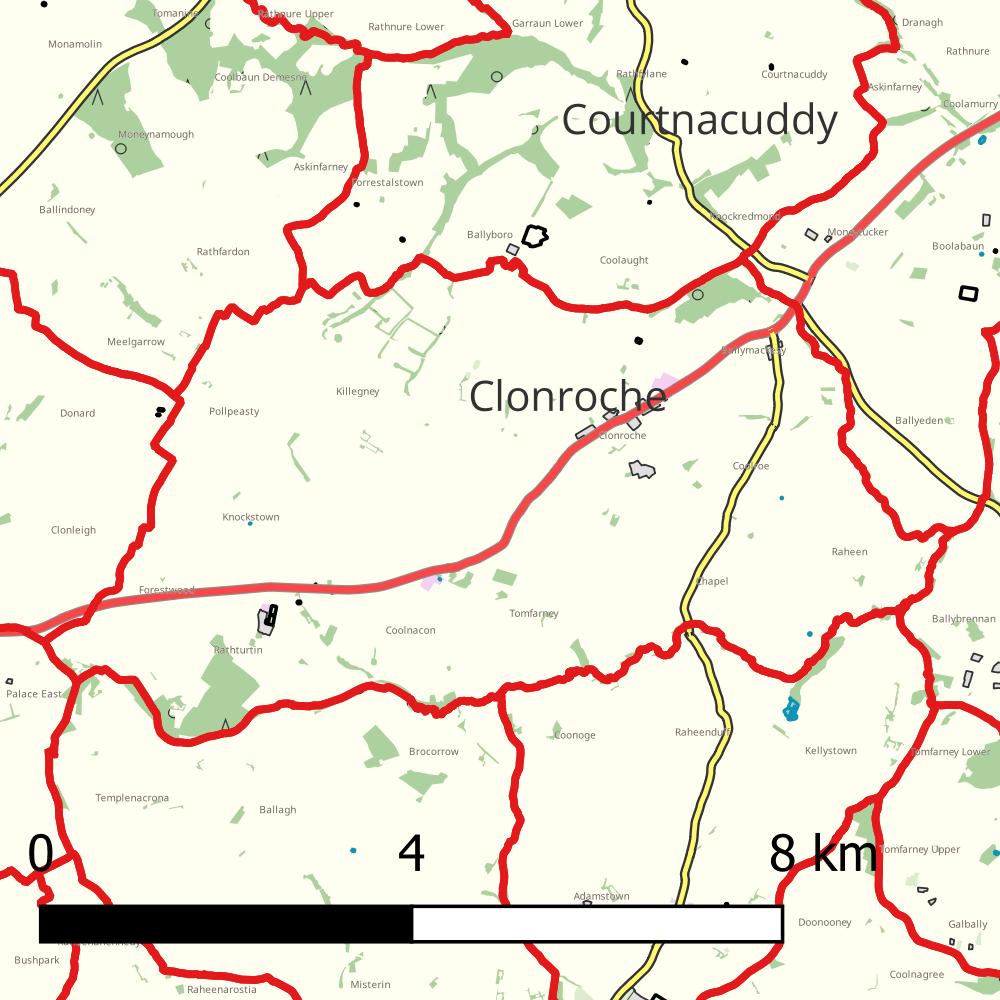 Tomanine
Rathnure Upper
Rathnure Lower
Garraun Lower
Dranagh
Monamolin
Rathnure
Coolbaun Demesne
Rathphlane
Courtnacuddy
Askinfarney
Coolamurry
Courtnacuddy
Moneynamough
Askinfarney
Forrestalstown
Ballindoney
Knockredmond
Rathfardon
Ballyboro
Monetucker
Boolabaun
Coolaught
Meelgarrow
Ballymackesy
Killegney
Clonroche
Donard
Pollpeasty
Ballyeden
Clonroche
Coolroe
Knockstown
Clonleigh
Raheen
Forestwood
Chapel
Tomfarney
Ballybrennan
Coolnacon
Rathturtin
Palace East
Coonoge
Raheenduff
Brocorrow
Kellystown
Tomfarney Lower
Templenacrona
Ballagh
0 4 8 km
Tomfarney Upper
Adamstown
Doonooney
Galbally
Bushpark
Coolnagree
Raheenarostia
Misterin